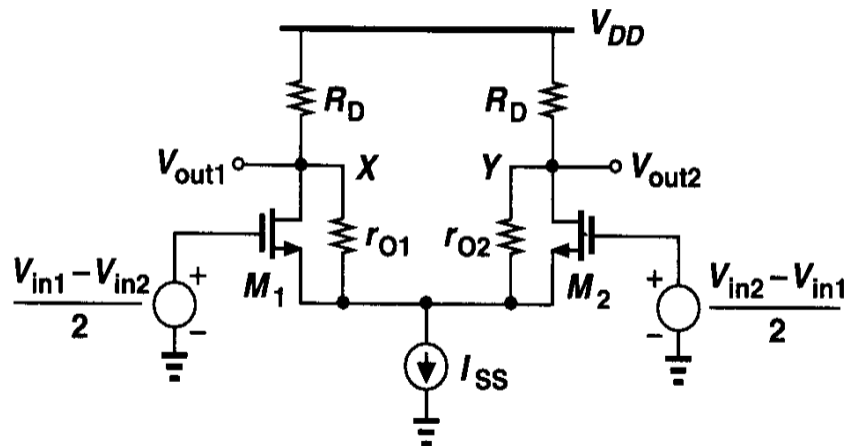 V_DD
R_D
R_D
V_out1
X
Y
V_out2
r_O1
r_O2
V_in1 − V_in2
2
+
−
M_1
M_2
+
−
V_in2 − V_in1
2
I_SS